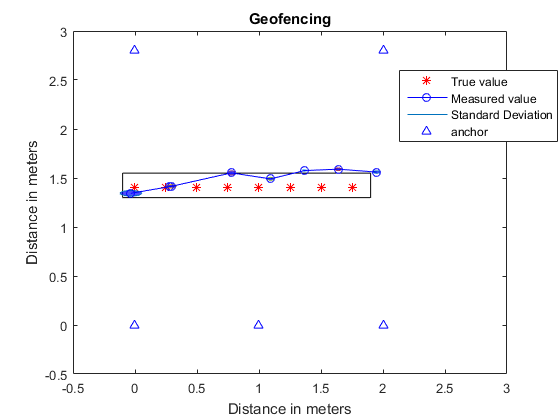 Geofencing
3
2.5
2
1.5
1
0.5
0
-0.5
Distance in meters
True value
Measured value
Standard Deviation
anchor
-0.5 0 0.5 1 1.5 2 2.5 3
Distance in meters